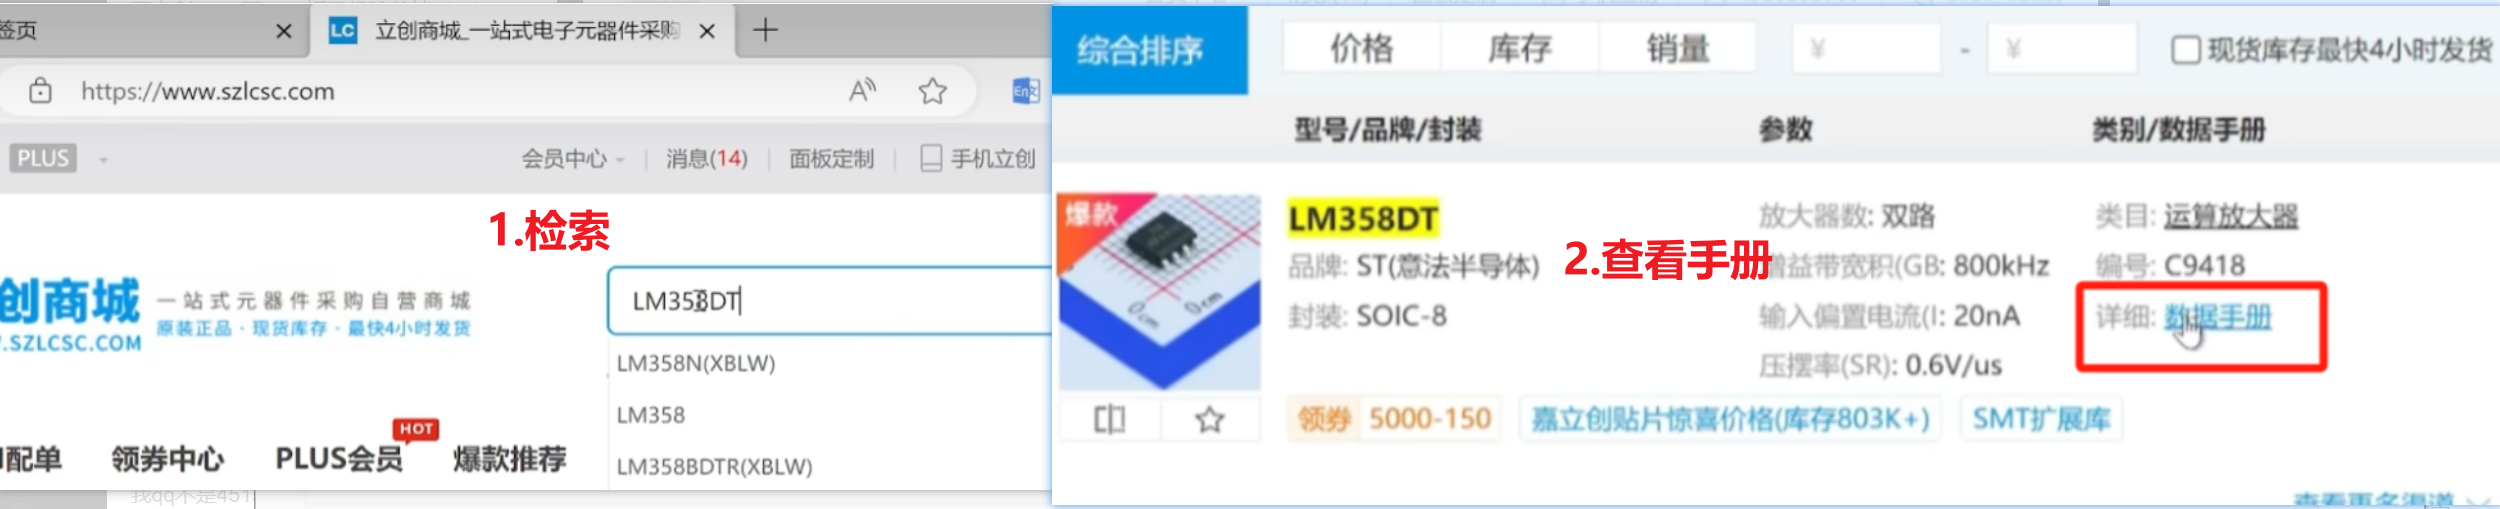 签页
LC 立创商城_一站式电子元器件采购
https://www.szlcsc.com
PLUS
会员中心
消息(14)
面板定制
手机立创
1.检索
创商城
.SZLCSC.COM
一站式元器件采购自营商城
原装正品·现货库存·最快4小时发货
LM358DT
LM358N(XBLW)
LM358
LM358BDTR(XBLW)
配单
领券中心
PLUS会员
HOT
爆款推荐
我qq不是451
综合排序
价格
库存
销量
¥ - ¥
现货库存最快4小时发货
型号/品牌/封装
参数
类别/数据手册
爆款
LM358DT
品牌: ST(意法半导体)
封装: SOIC-8
2.查看手册
放大器数: 双路
增益带宽积(GB: 800kHz
输入偏置电流(I: 20nA
压摆率(SR): 0.6V/us
类目: 运算放大器
编号: C9418
详细: 数据手册
0cm 0cm
领券 5000-150
嘉立创贴片惊喜价格(库存803K+)
SMT扩展库
查看更多渠道